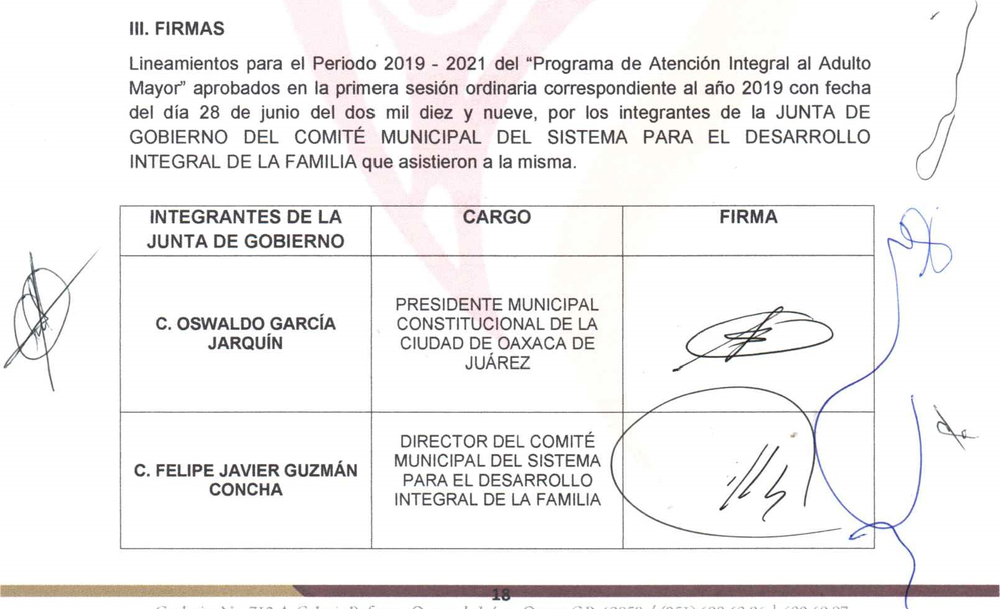 III. FIRMAS
Lineamientos para el Periodo 2019 - 2021 del “Programa de Atención Integral al Adulto
Mayor” aprobados en la primera sesión ordinaria correspondiente al año 2019 con fecha
del día 28 de junio del dos mil diez y nueve, por los integrantes de la JUNTA DE
GOBIERNO DEL COMITÉ MUNICIPAL DEL SISTEMA PARA EL DESARROLLO
INTEGRAL DE LA FAMILIA que asistieron a la misma.
INTEGRANTES DE LA
JUNTA DE GOBIERNO
CARGO
FIRMA
C. OSWALDO GARCÍA
JARQUÍN
PRESIDENTE MUNICIPAL
CONSTITUCIONAL DE LA
CIUDAD DE OAXACA DE
JUÁREZ
C. FELIPE JAVIER GUZMÁN
CONCHA
DIRECTOR DEL COMITÉ
MUNICIPAL DEL SISTEMA
PARA EL DESARROLLO
INTEGRAL DE LA FAMILIA
18